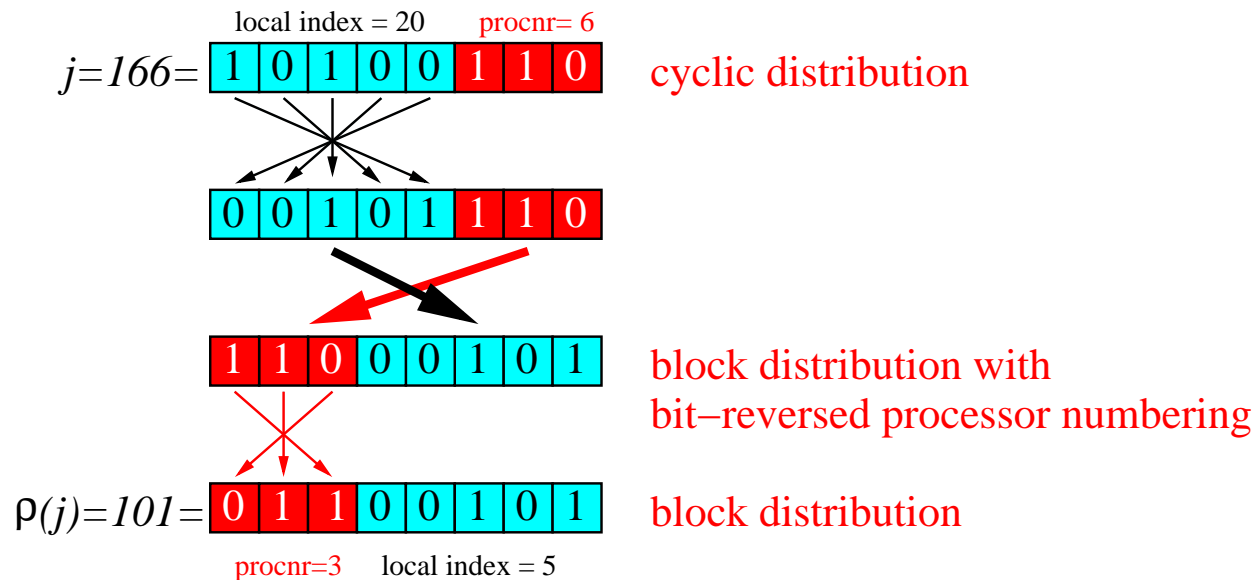 local index = 20 procnr= 6
j=166= 1 0 1 0 0 1 1 0 cyclic distribution
0 0 1 0 1 1 1 0
1 1 0 0 0 1 0 1 block distribution with
bit−reversed processor numbering
ρ(j)=101= 0 1 1 0 0 1 0 1 block distribution
procnr=3 local index = 5